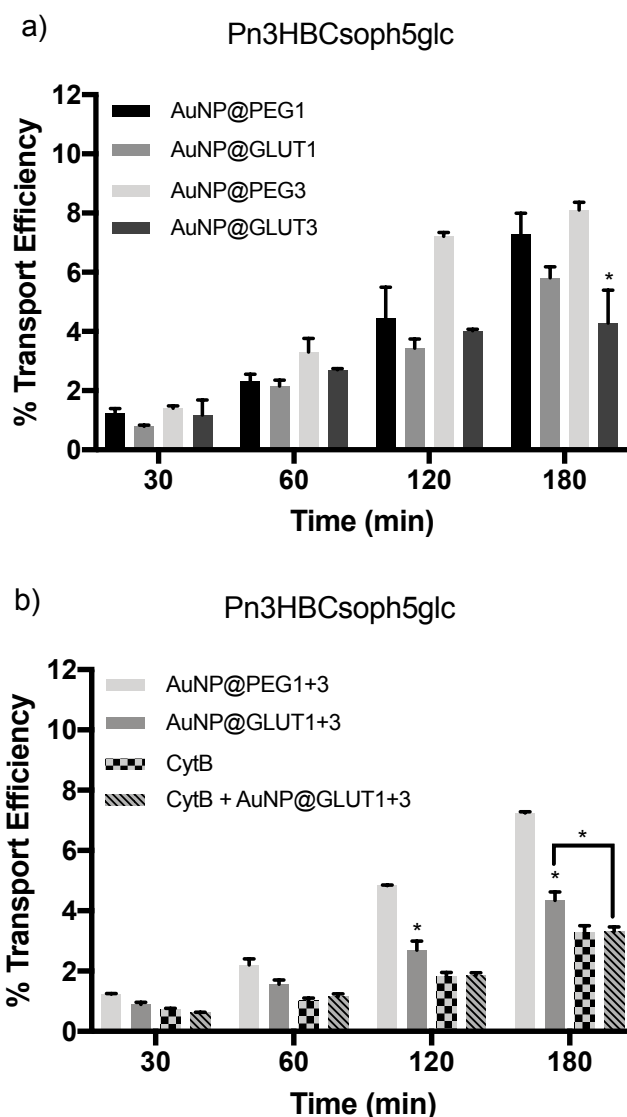 a)
Pn3HBCsoph5glc
% Transport Efficiency
12
10
8
6
4
2
0
AuNP@PEG1
AuNP@GLUT1
AuNP@PEG3
AuNP@GLUT3
*
30 60 120 180
Time (min)
b)
Pn3HBCsoph5glc
% Transport Efficiency
12
10
8
6
4
2
0
AuNP@PEG1+3
AuNP@GLUT1+3
CytB
CytB + AuNP@GLUT1+3
*
*
*
30 60 120 180
Time (min)